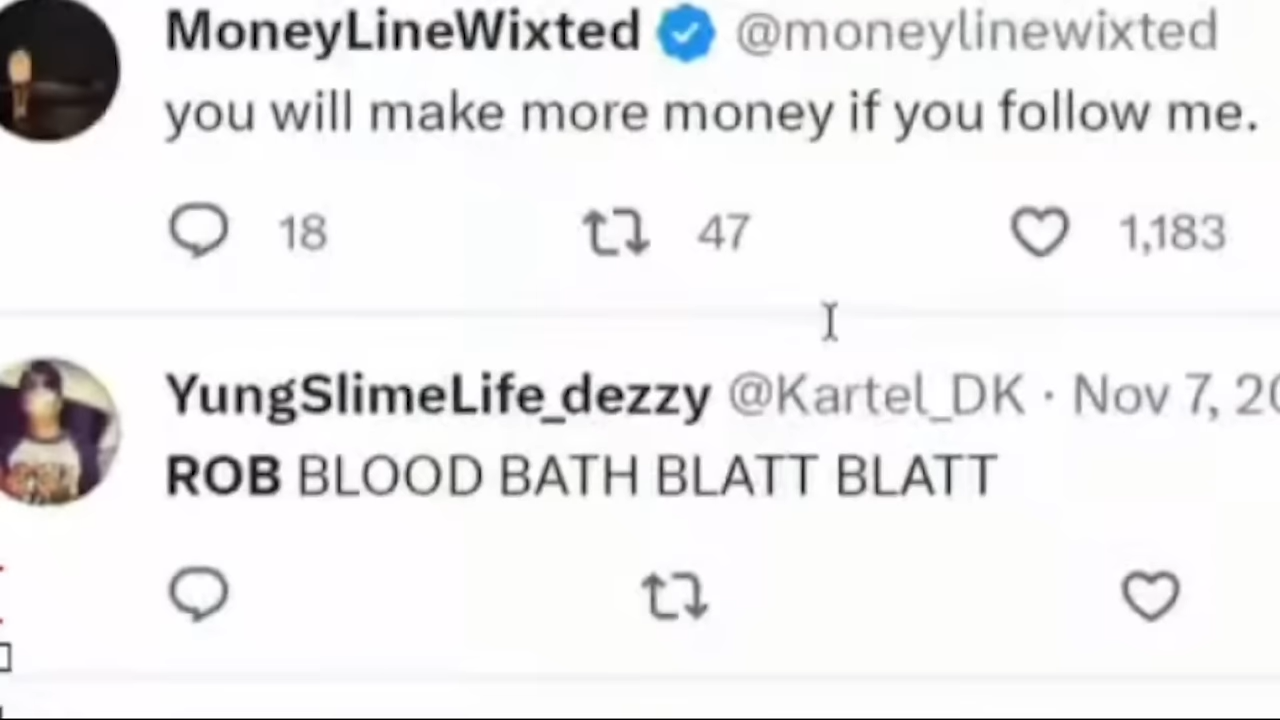 MoneyLineWixted @moneylinewixted
you will make more money if you follow me.
18 47 1,183
YungSlimeLife_dezzy @Kartel_DK · Nov 7, 20
ROB BLOOD BATH BLATT BLATT